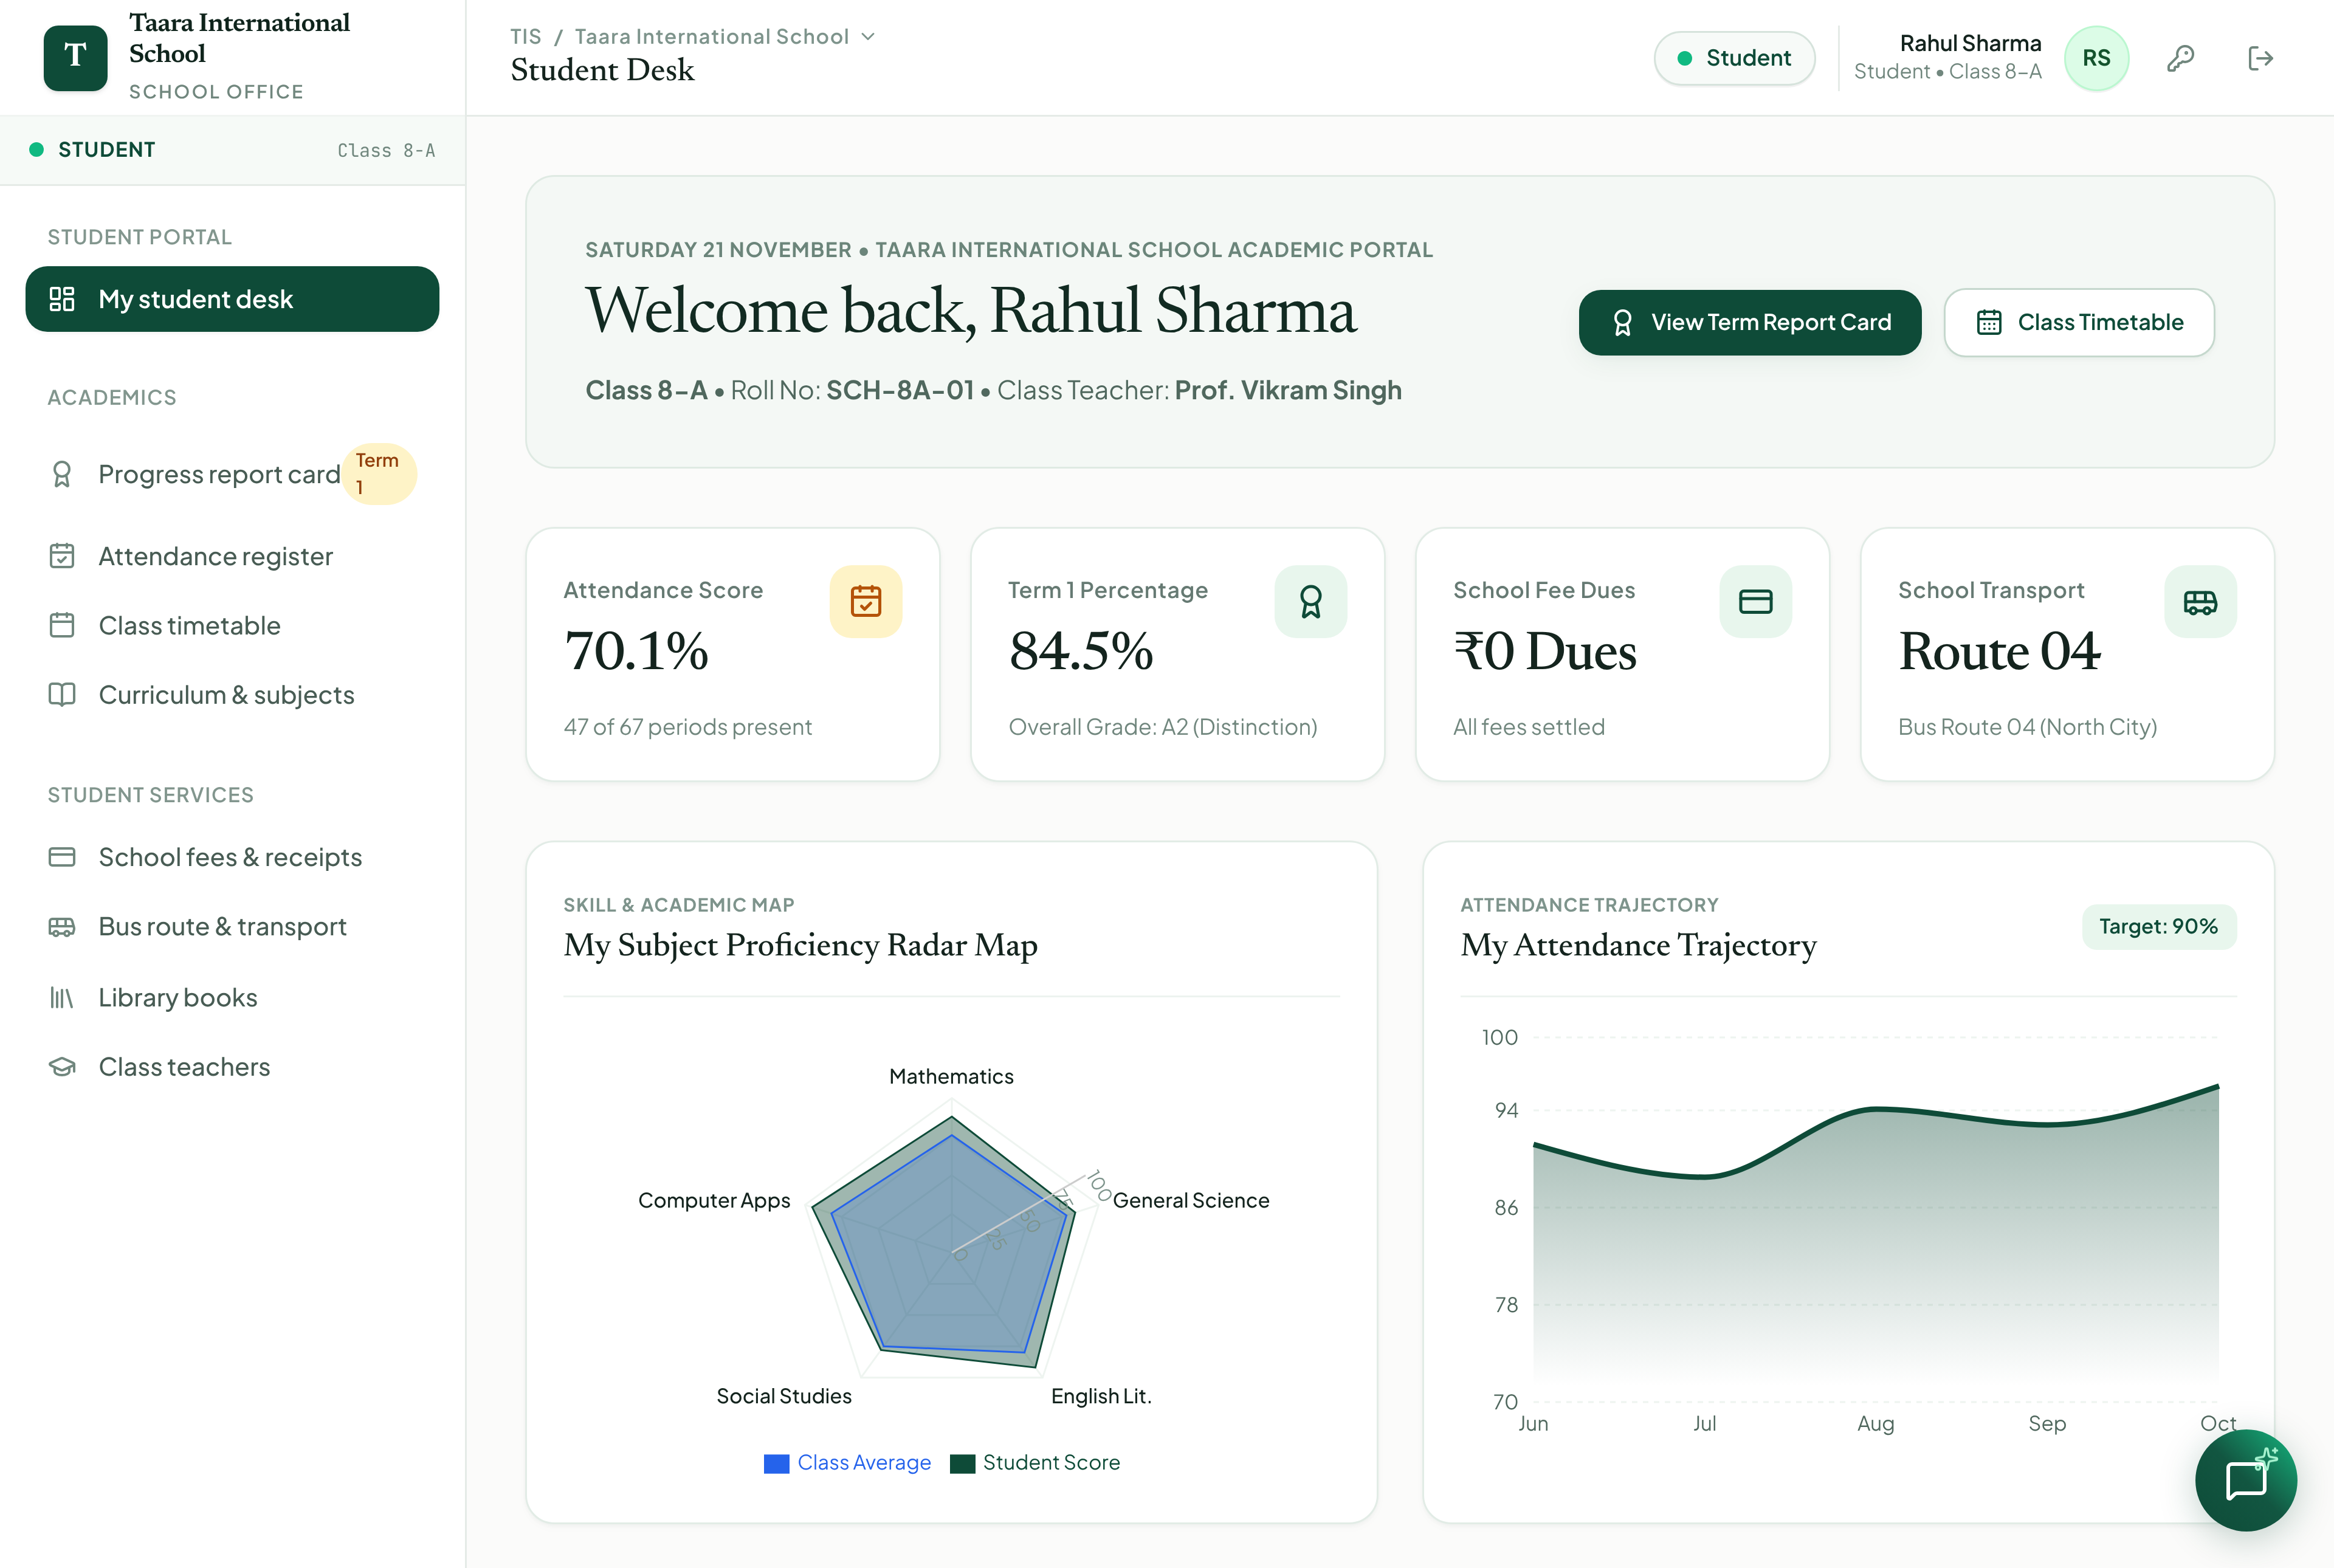 Taara International
School
SCHOOL OFFICE
T
TIS / Taara International School
Student Desk
Student
Rahul Sharma
Student • Class 8-A
RS
STUDENT
Class 8-A
STUDENT PORTAL
My student desk
ACADEMICS
Progress report card
Term
1
Attendance register
Class timetable
Curriculum & subjects
STUDENT SERVICES
School fees & receipts
Bus route & transport
Library books
Class teachers
SATURDAY 21 NOVEMBER • TAARA INTERNATIONAL SCHOOL ACADEMIC PORTAL
Welcome back, Rahul Sharma
Class 8-A • Roll No: SCH-8A-01 • Class Teacher: Prof. Vikram Singh
View Term Report Card
Class Timetable
Attendance Score
70.1%
47 of 67 periods present
Term 1 Percentage
84.5%
Overall Grade: A2 (Distinction)
School Fee Dues
₹0 Dues
All fees settled
School Transport
Route 04
Bus Route 04 (North City)
SKILL & ACADEMIC MAP
My Subject Proficiency Radar Map
Mathematics
Computer Apps
General Science
100
75
50
25
0
Social Studies
English Lit.
Class Average
Student Score
ATTENDANCE TRAJECTORY
My Attendance Trajectory
Target: 90%
100
94
86
78
70
Jun
Jul
Aug
Sep
Oct